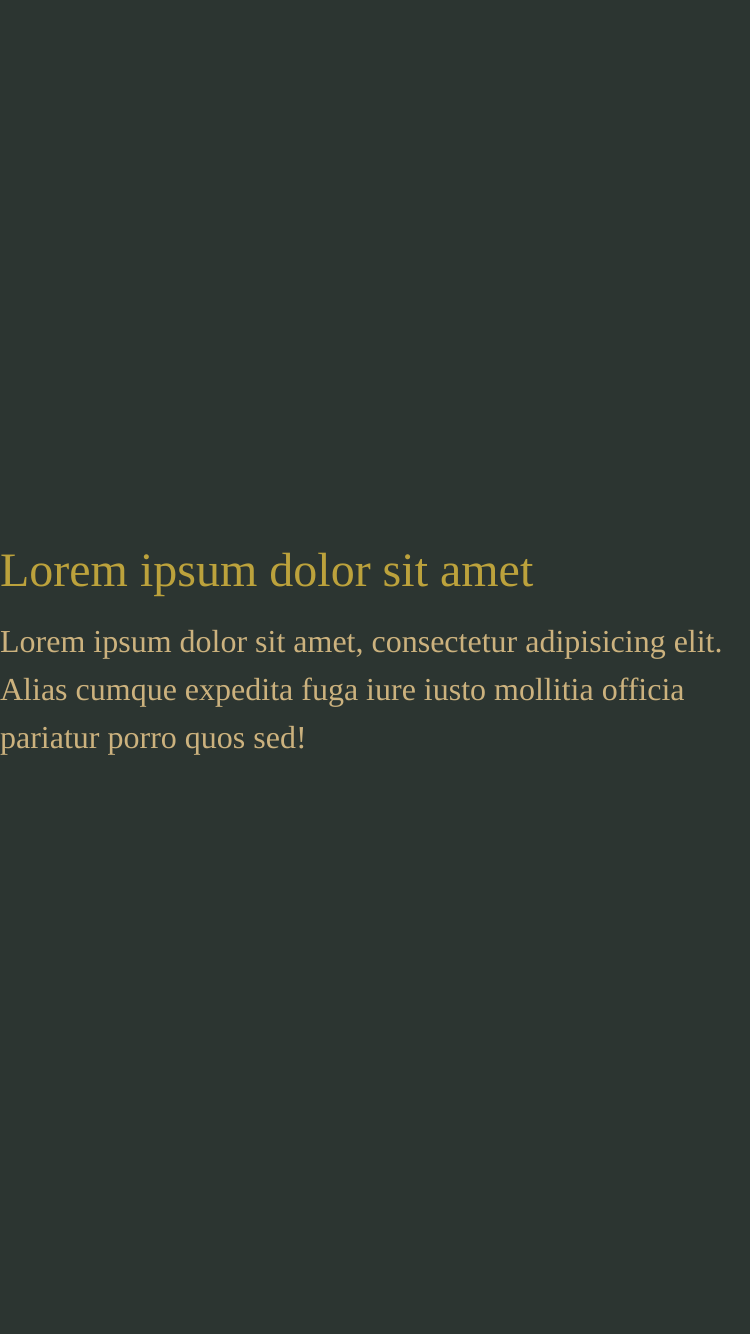 Lorem ipsum dolor sit amet
Lorem ipsum dolor sit amet, consectetur adipisicing elit.
Alias cumque expedita fuga iure iusto mollitia officia
pariatur porro quos sed!